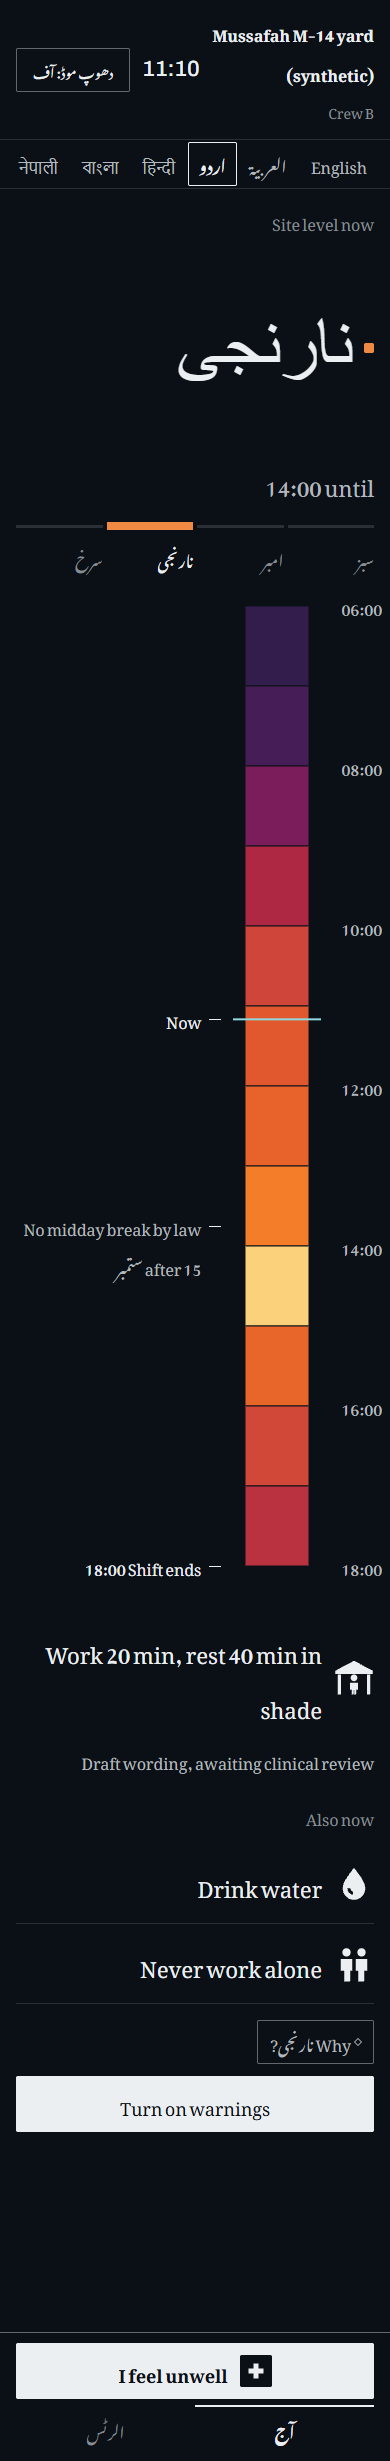 Mussafah M-14 yard
(synthetic)
Crew B
11:10
دھوپ موڈ: آف
English
العربية
اردو
हिन्दी
বাংলা
नेपाली
Site level now
نارنجی
14:00 until
سبز
امبر
نارنجی
سرخ
06:00
08:00
10:00
Now
12:00
No midday break by law
after 15 ستمبر
14:00
16:00
18:00 Shift ends
18:00
Work 20 min, rest 40 min in
shade
Draft wording, awaiting clinical review
Also now
Drink water
Never work alone
Why نارنجی?
Turn on warnings
I feel unwell
آج
الرٹس